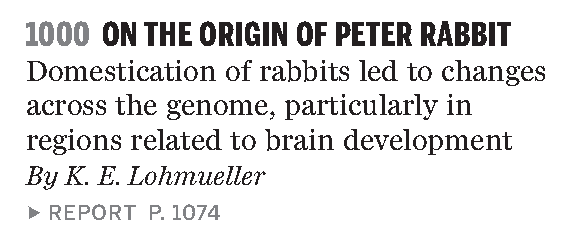 1000 ON THE ORIGIN OF PETER RABBIT
Domestication of rabbits led to changes
across the genome, particularly in
regions related to brain development
By K. E. Lohmueller
▶ REPORT P. 1074